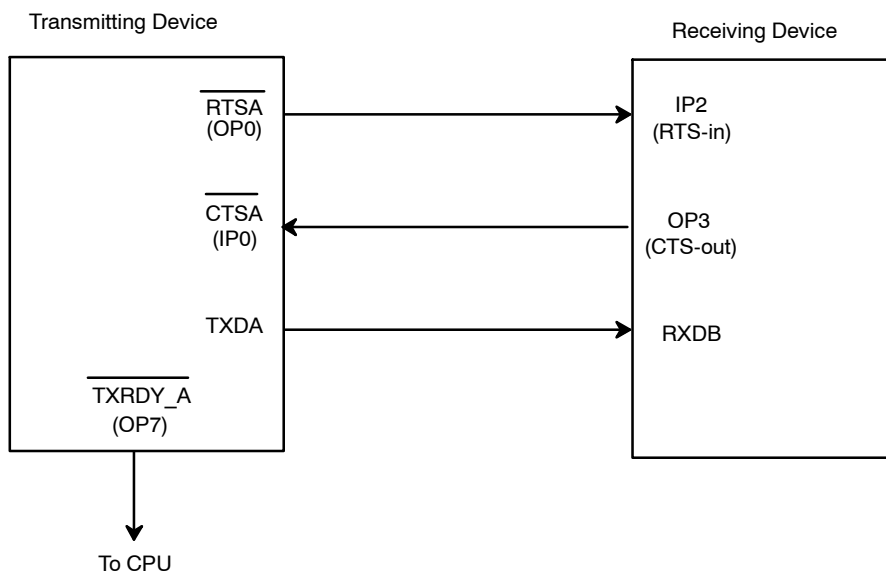 Transmitting Device
Receiving Device
RTSA
(OP0)
IP2
(RTS-in)
CTSA
(IP0)
OP3
(CTS-out)
TXDA
RXDB
TXRDY_A
(OP7)
To CPU